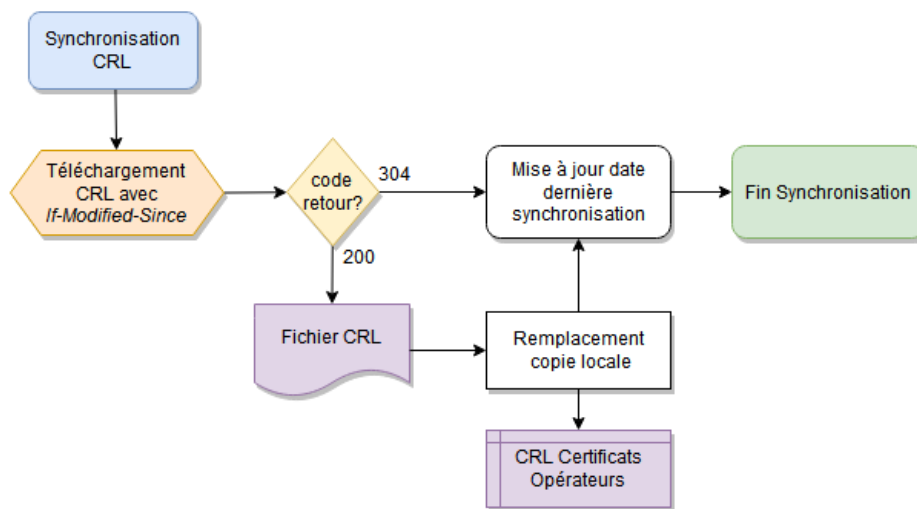 Synchronisation
CRL
Téléchargement
CRL avec
If-Modified-Since
code
retour?
304
200
Mise à jour date
dernière
synchronisation
Fin Synchronisation
Fichier CRL
Remplacement
copie locale
CRL Certificats
Opérateurs